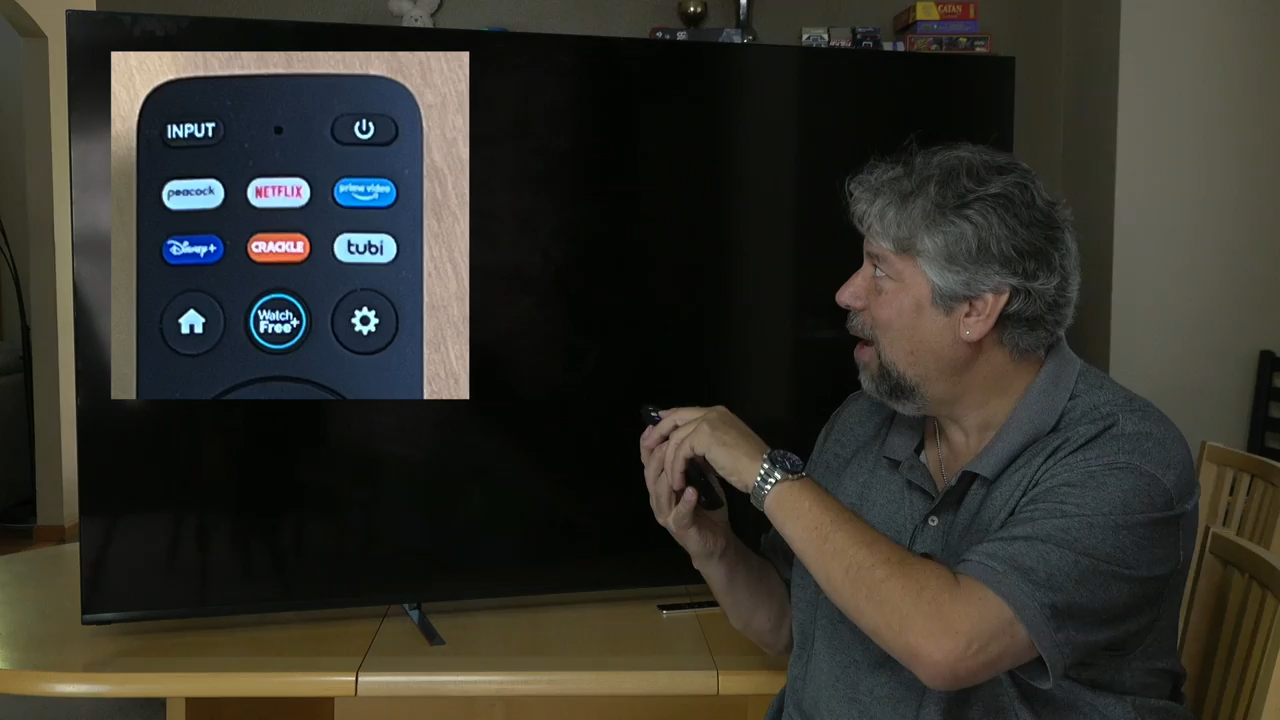 CATAN
INPUT
peacock NETFLIX prime video
Disney+ CRACKLE tubi
Watch
Free+